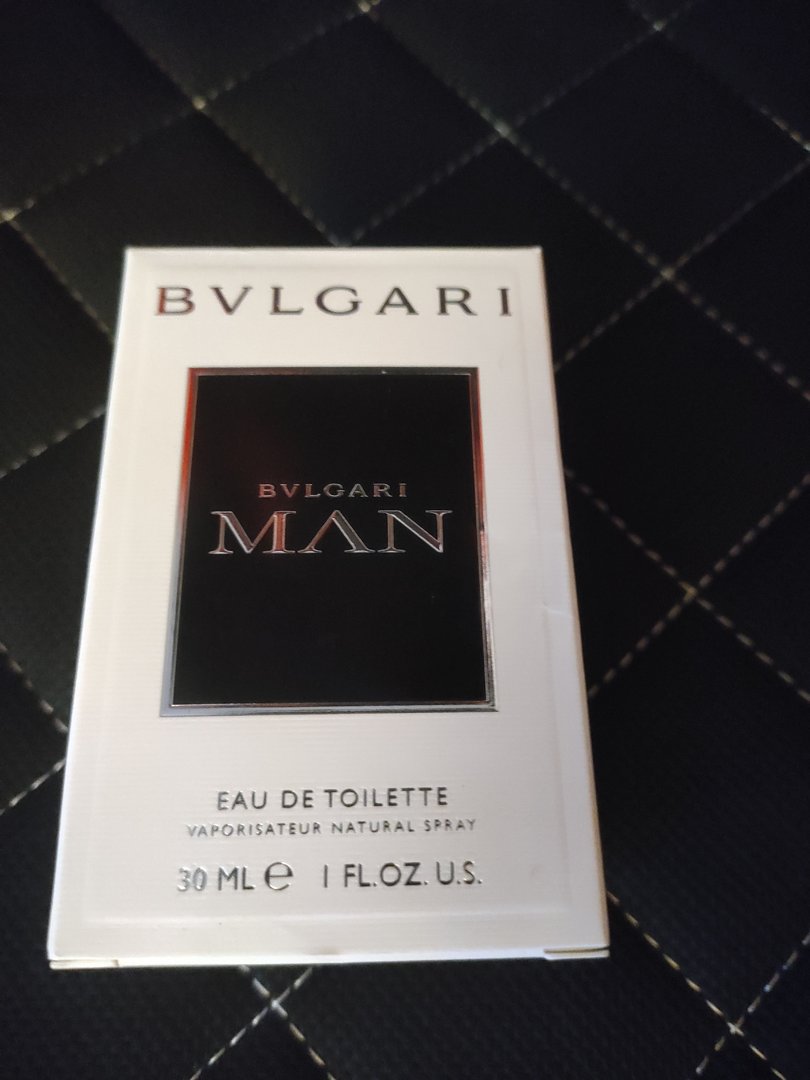 BVLGARI
BVLGARI
MAN
EAU DE TOILETTE
VAPORISATEUR NATURAL SPRAY
30 ML e 1 FL.OZ. U.S.